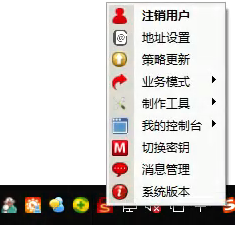 注销用户
地址设置
策略更新
业务模式
制作工具
我的控制台
切换密钥
消息管理
系统版本